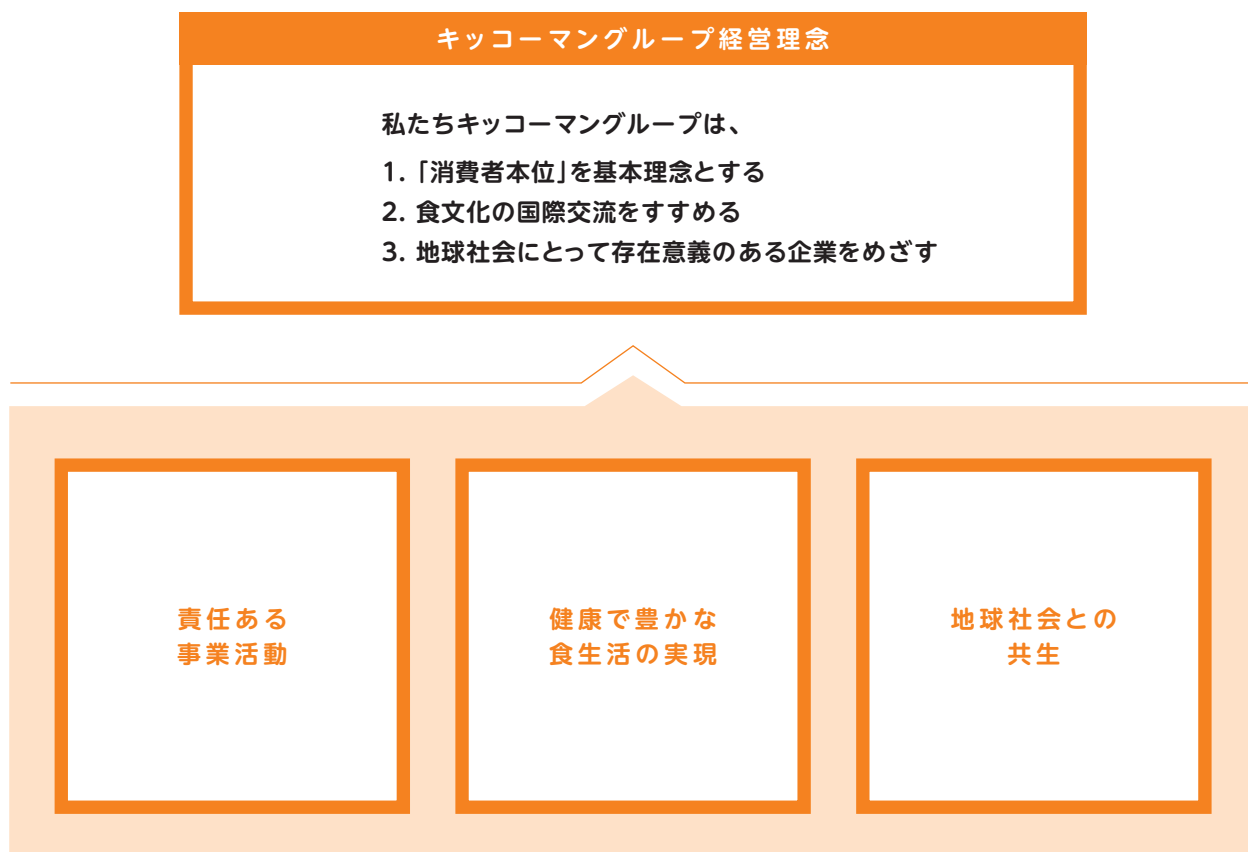 キッコーマングループ経営理念
私たちキッコーマングループは、
1. 「消費者本位」を基本理念とする
2. 食文化の国際交流をすすめる
3. 地球社会にとって存在意義のある企業をめざす
責任ある
事業活動
健康で豊かな
食生活の実現
地球社会との
共生